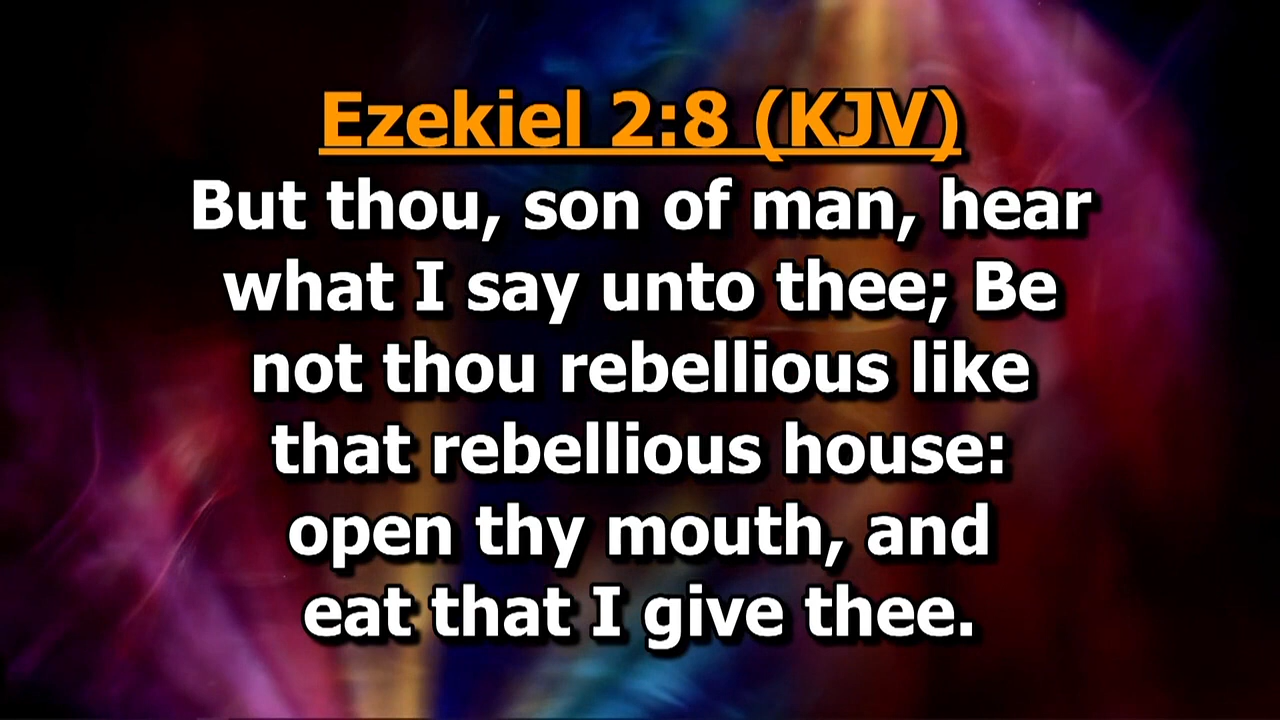 Ezekiel 2:8 (KJV)
But thou, son of man, hear
what I say unto thee; Be
not thou rebellious like
that rebellious house:
open thy mouth, and
eat that I give thee.